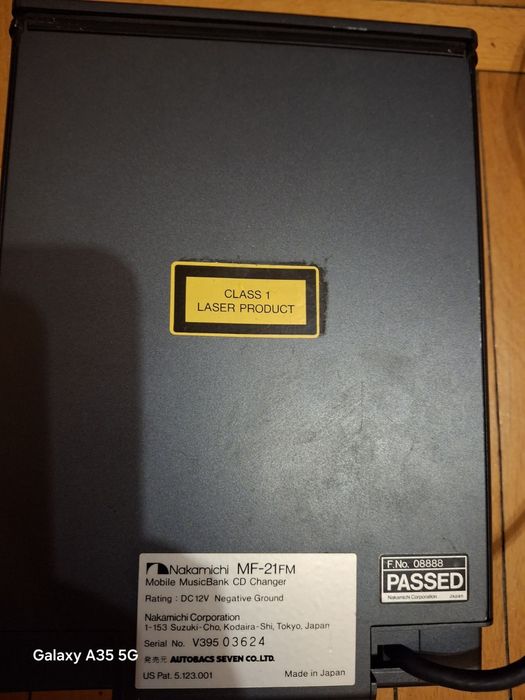 CLASS 1
LASER PRODUCT
Nakamichi MF-21FM
Mobile MusicBank CD Changer
Rating : DC12V Negative Ground
Nakamichi Corporation
1-153 Suzuki-Cho, Kodaira-Shi, Tokyo, Japan
Serial No. V395 03624
発売元 AUTOBACS SEVEN CO.,LTD.
US Pat. 5.123.001 Made in Japan
F.No. 08888
PASSED
Nakamichi Corporation JAPAN
Galaxy A35 5G